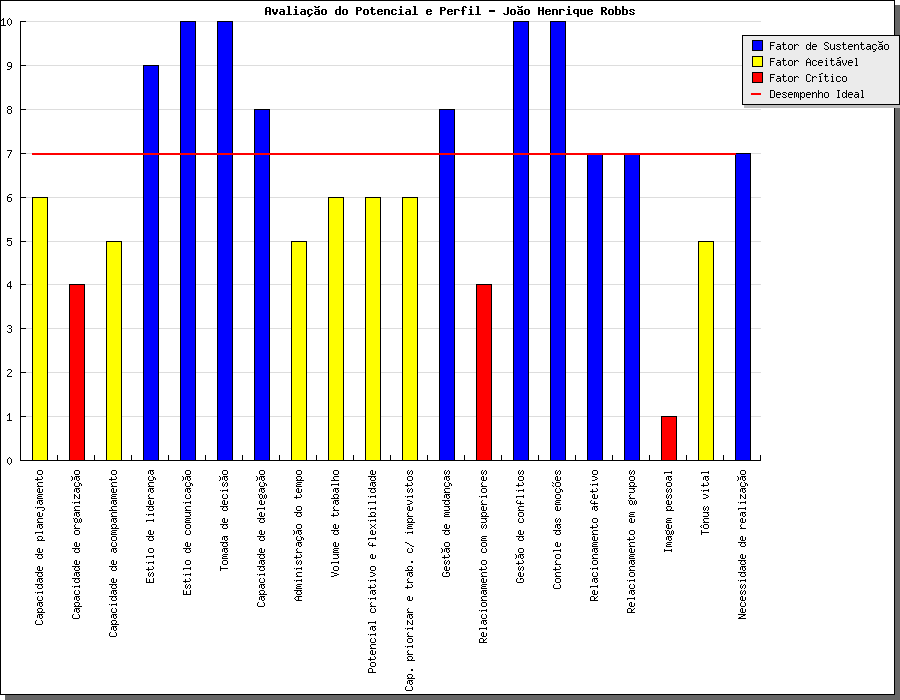 Avaliação do Potencial e Perfil - João Henrique Robbs
Fator de Sustentação
Fator Aceitável
Fator Crítico
Desempenho Ideal
10
9
8
7
6
5
4
3
2
1
0
Capacidade de planejamento
Capacidade de organização
Capacidade de acompanhamento
Estilo de liderança
Estilo de comunicação
Tomada de decisão
Capacidade de delegação
Administração do tempo
Volume de trabalho
Potencial criativo e flexibilidade
Cap. priorizar e trab. c/ imprevistos
Gestão de mudanças
Relacionamento com superiores
Gestão de conflitos
Controle das emoções
Relacionamento afetivo
Relacionamento em grupos
Imagem pessoal
Tônus vital
Necessidade de realização